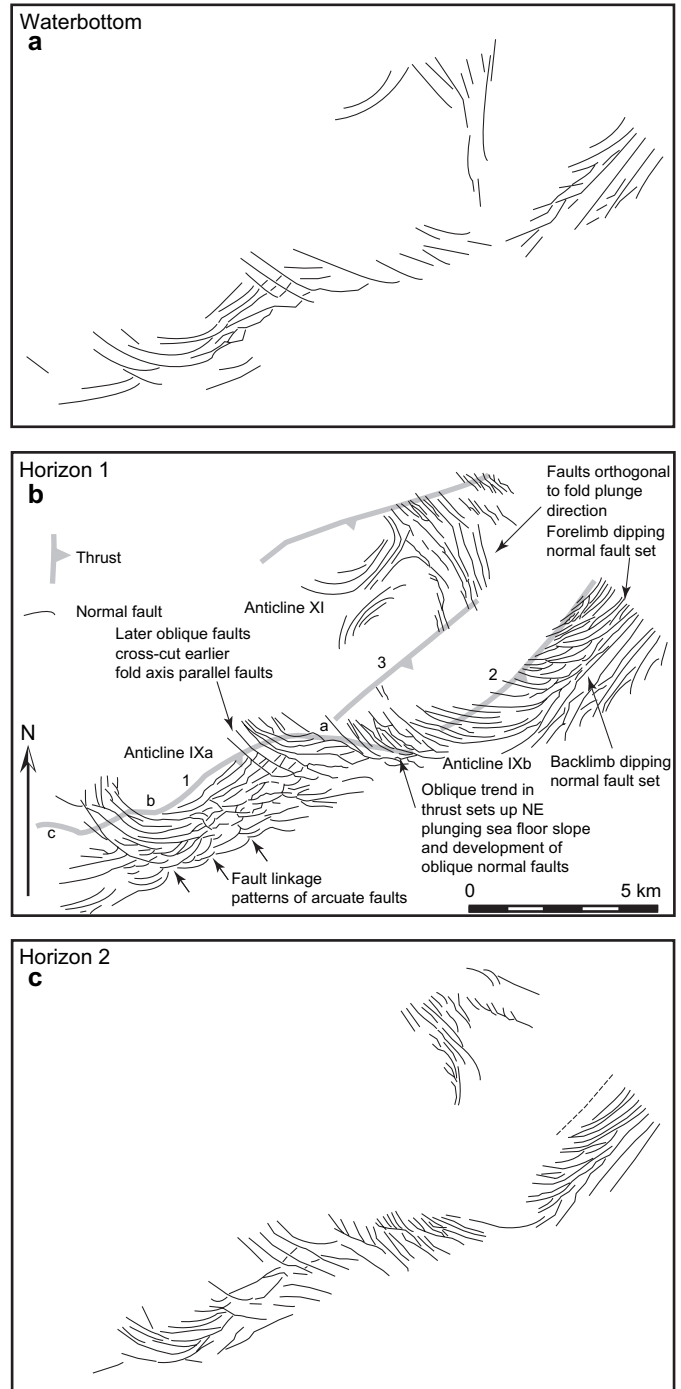 Waterbottom
a
Horizon 1
b
Faults orthogonal
to fold plunge
direction
Forelimb dipping
normal fault set
Thrust
Normal fault
Anticline XI
Later oblique faults
cross-cut earlier
fold axis parallel faults
3
2
N
a
Anticline IXa
1
b
c
Anticline IXb
Backlimb dipping
normal fault set
Oblique trend in
thrust sets up NE
plunging sea floor slope
and development of
oblique normal faults
Fault linkage
patterns of arcuate faults
0 5 km
Horizon 2
c